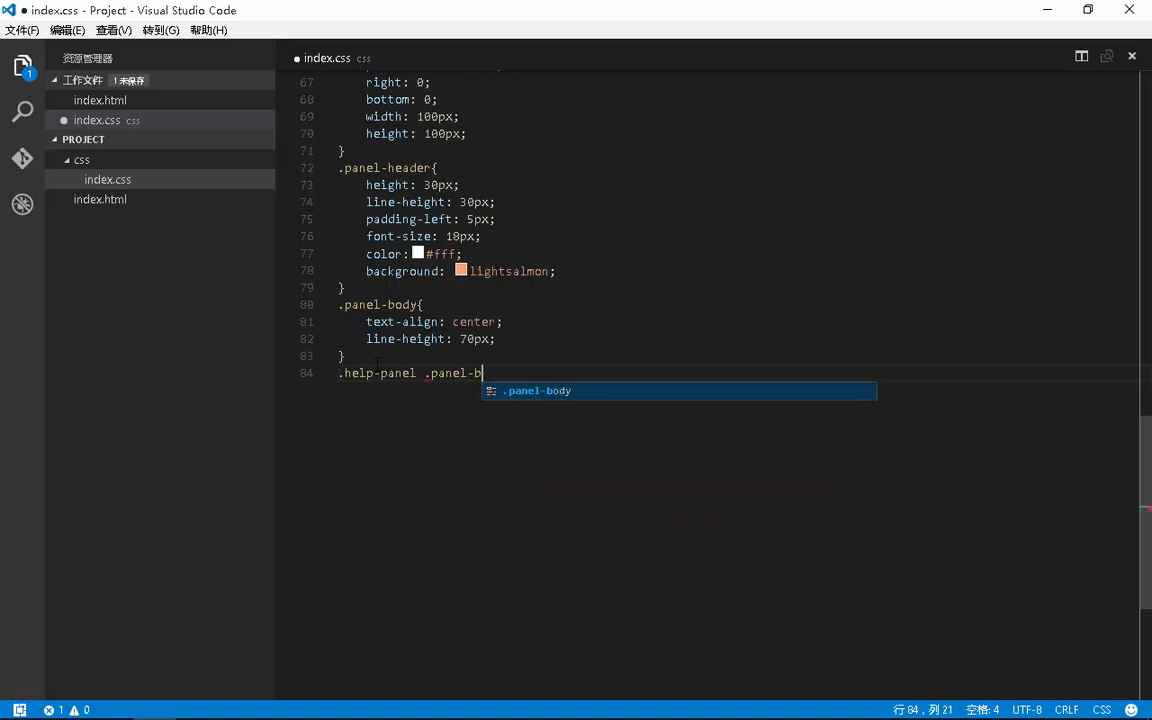 index.css - Project - Visual Studio Code
文件(F) 编辑(E) 查看(V) 转到(G) 帮助(H)
资源管理器
工作文件 1 未保存
index.html
index.css css
PROJECT
css
index.css
index.html
1
index.css css
67 right: 0;
68 bottom: 0;
69 width: 100px;
70 height: 100px;
71 }
72 .panel-header{
73 height: 30px;
74 line-height: 30px;
75 padding-left: 5px;
76 font-size: 18px;
77 color: #fff;
78 background: lightsalmon;
79 }
80 .panel-body{
81 text-align: center;
82 line-height: 70px;
83 }
84 .help-panel .panel-b
.panel-body
1 0
行 84，列 21 空格: 4 UTF-8 CRLF CSS